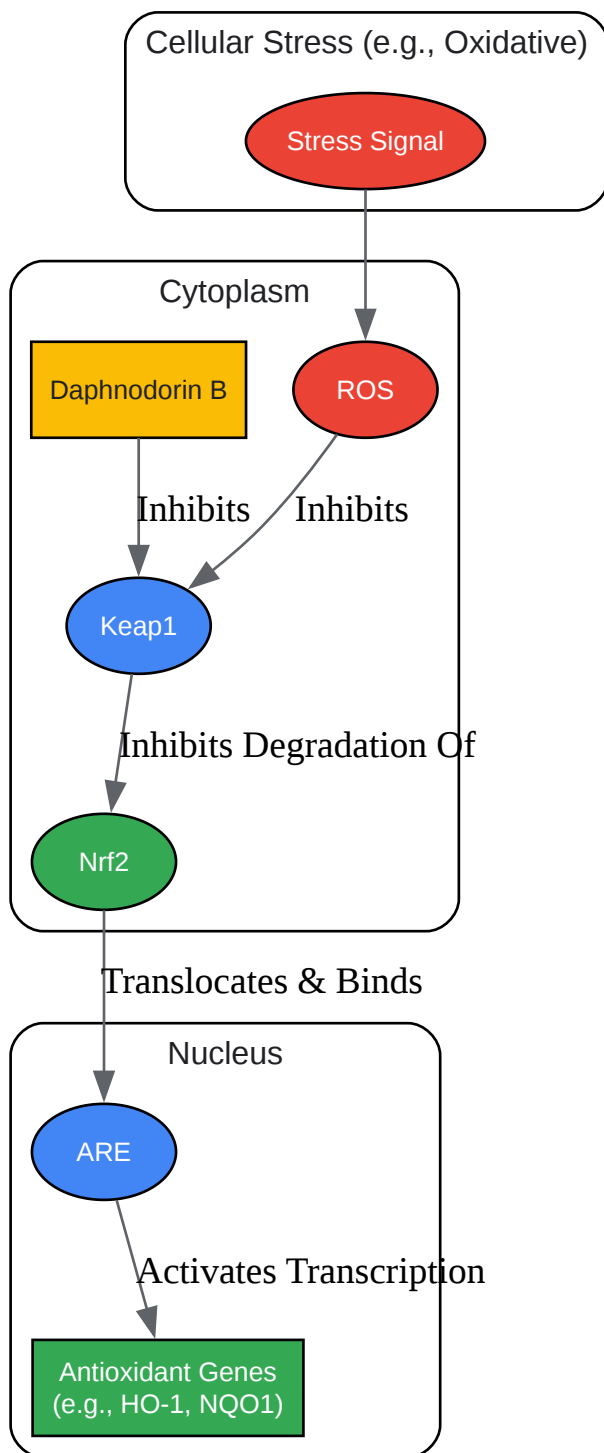 Cellular Stress (e.g., Oxidative)
Stress Signal
Cytoplasm
Daphnodorin B
ROS
Inhibits
Inhibits
Keap1
Inhibits Degradation Of
Nrf2
Translocates & Binds
Nucleus
ARE
Activates Transcription
Antioxidant Genes
(e.g., HO-1, NQO1)